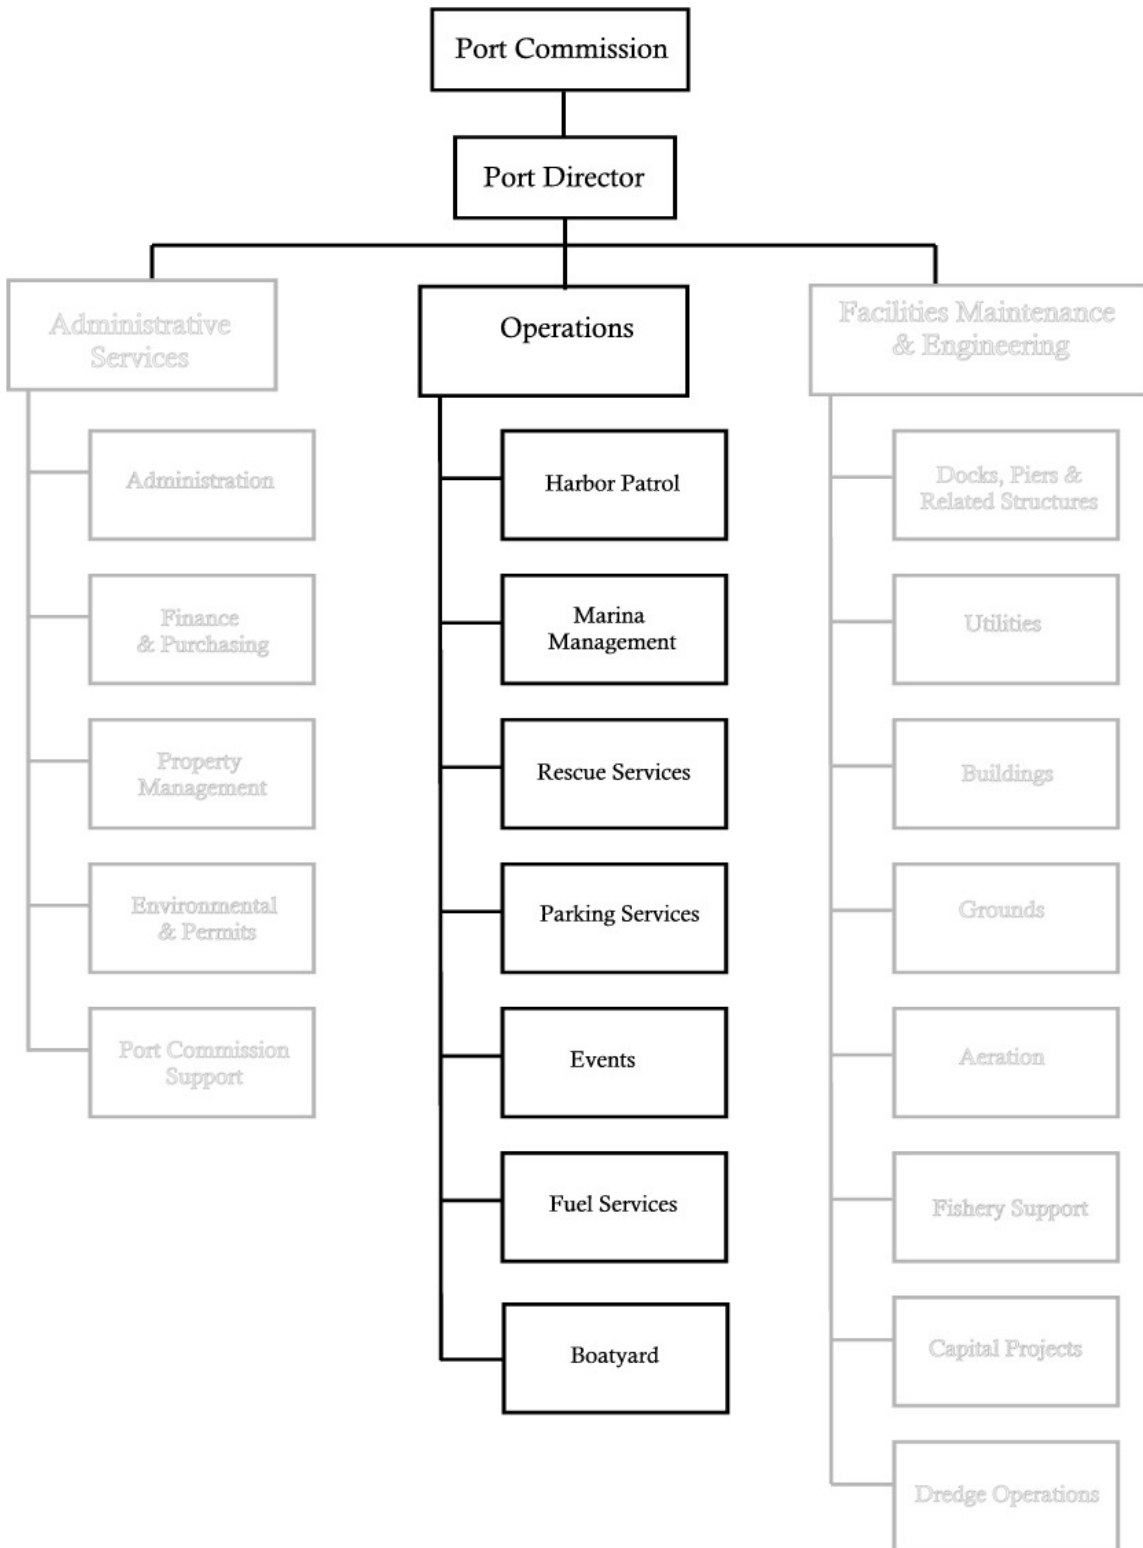 Port Commission
Port Director
Administrative
Services
Administration
Finance
& Purchasing
Property
Management
Environmental
& Permits
Port Commission
Support
Operations
Harbor Patrol
Marina
Management
Rescue Services
Parking Services
Events
Fuel Services
Boatyard
Facilities Maintenance
& Engineering
Docks, Piers &
Related Structures
Utilities
Buildings
Grounds
Aeration
Fishery Support
Capital Projects
Dredge Operations